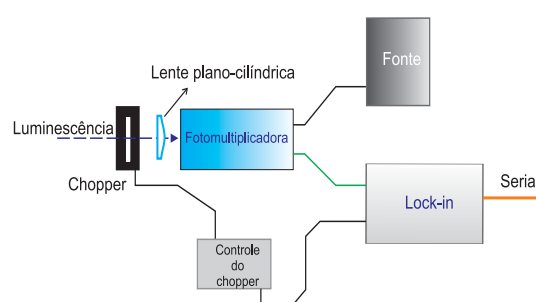 Fonte
Lente plano-cilíndrica
Luminescência
Fotomultiplicadora
Chopper
Seria
Lock-in
Controle
do
chopper